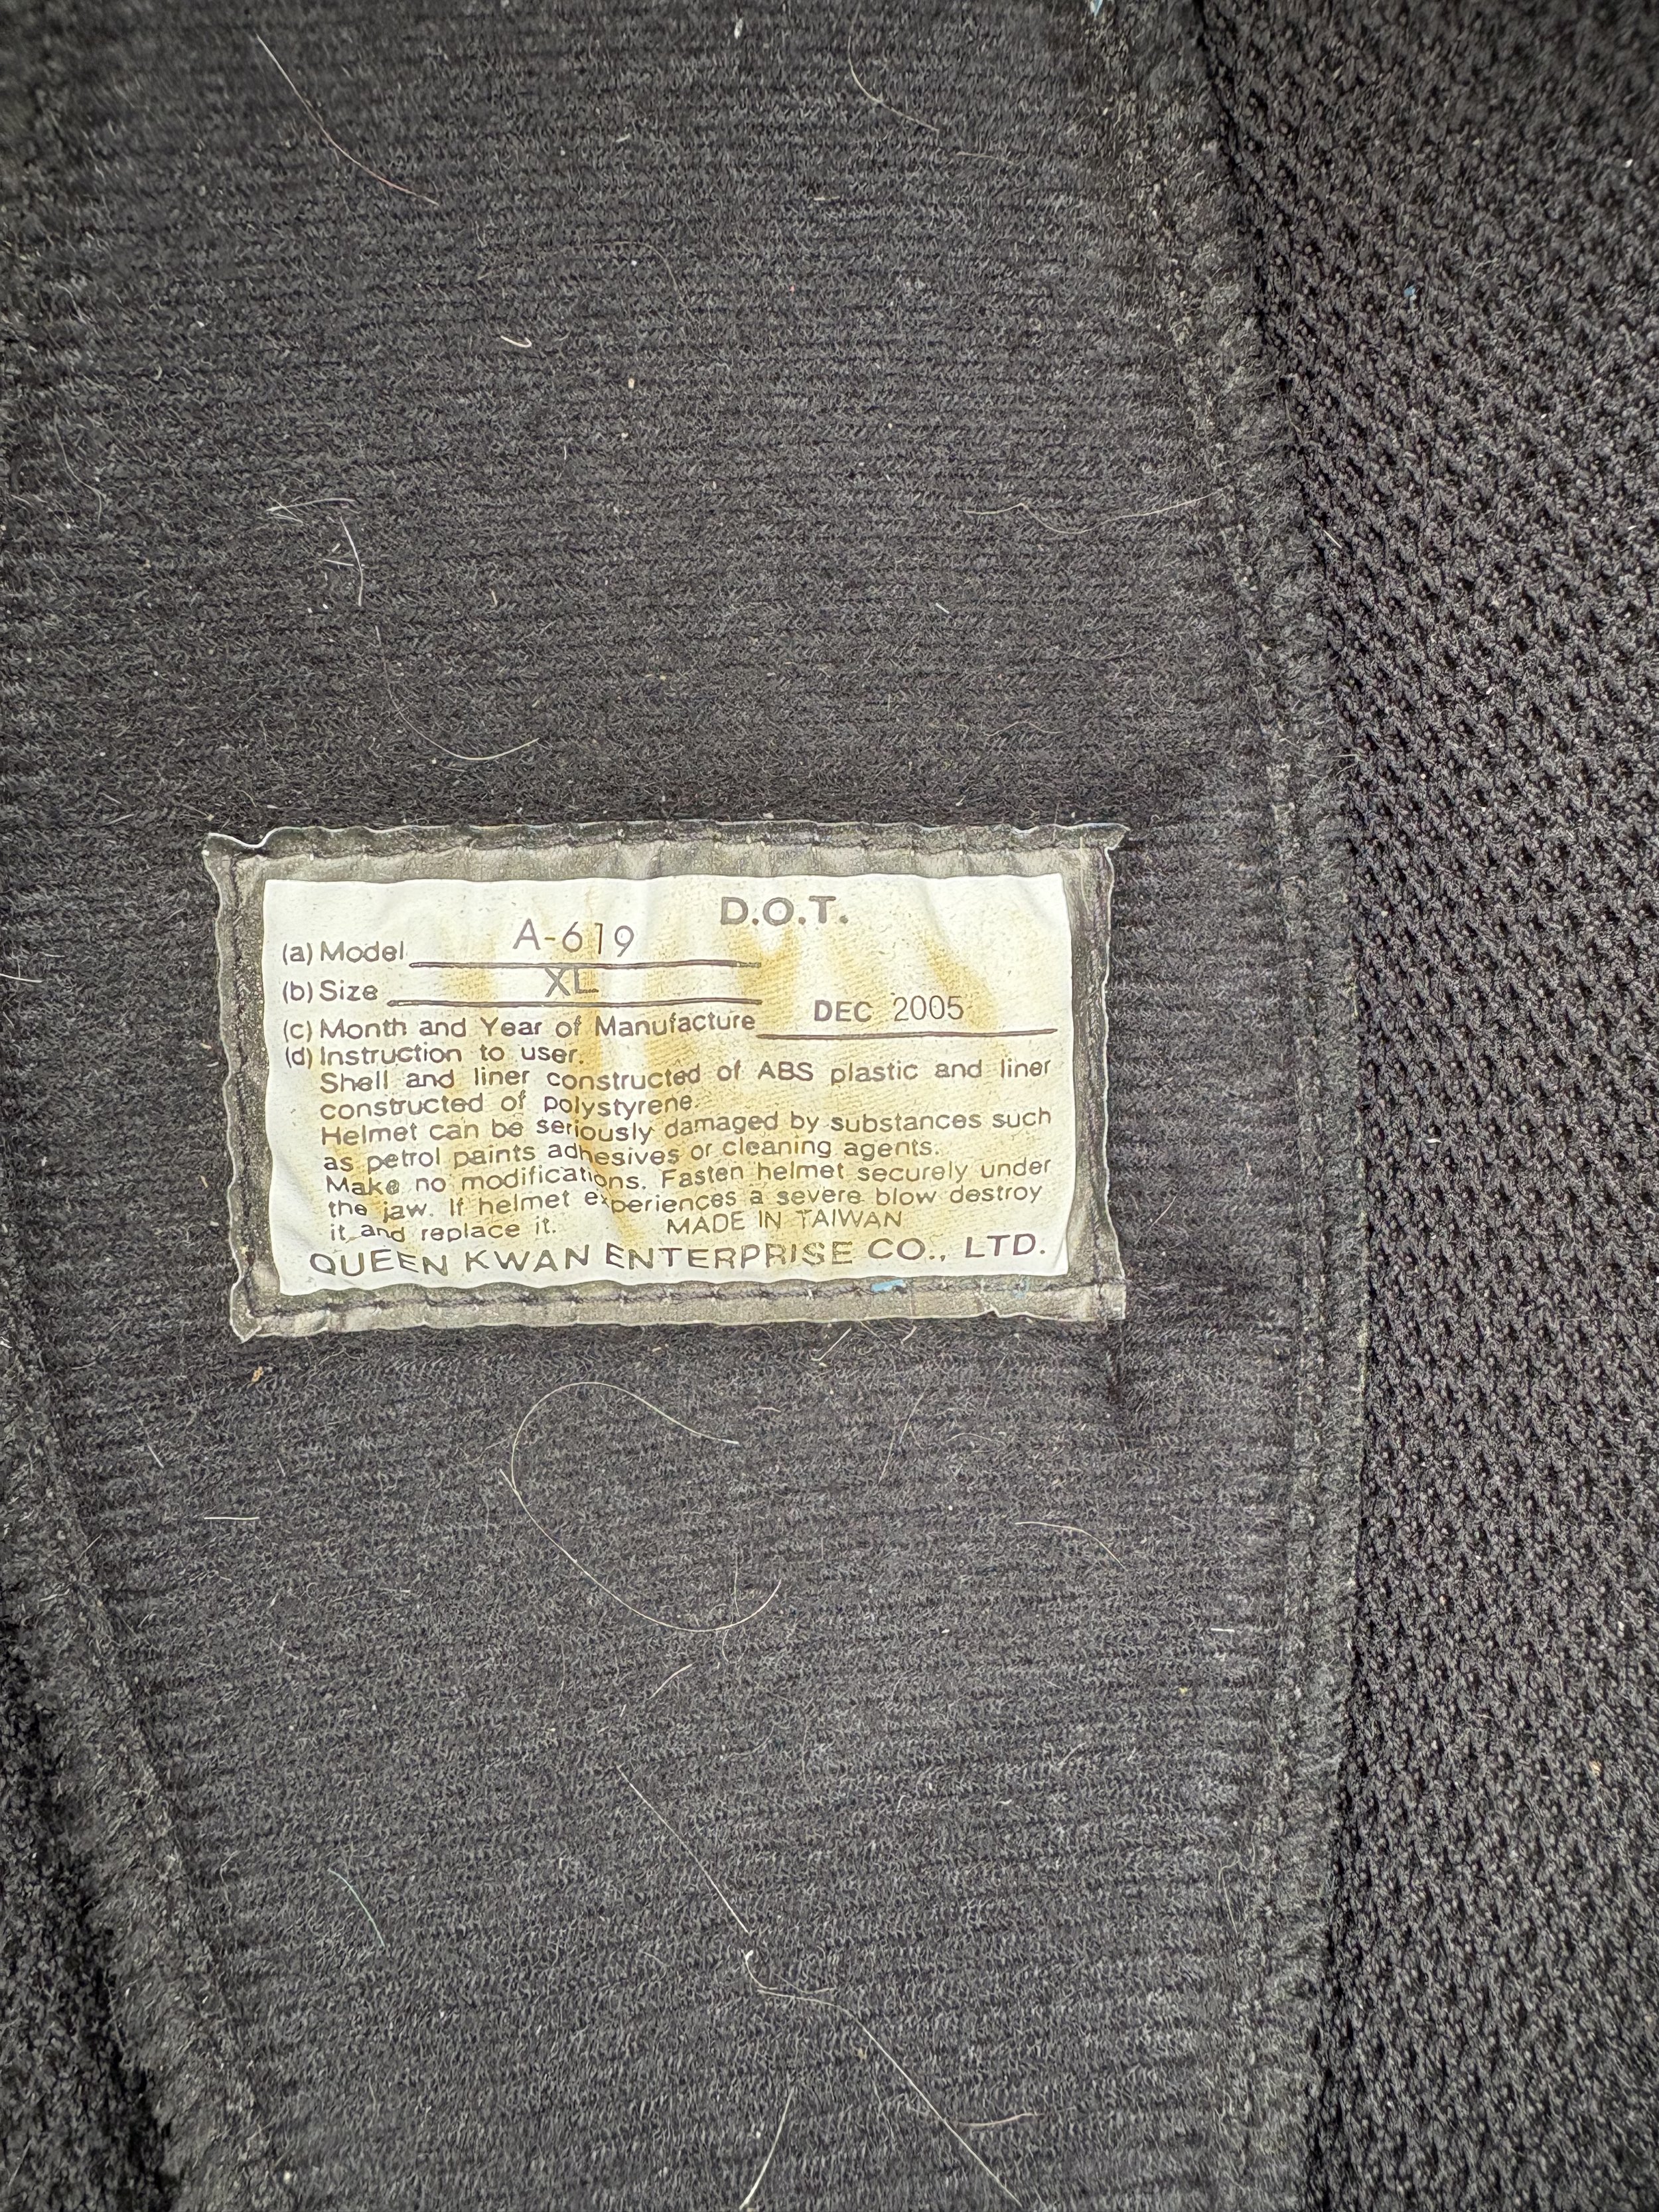 D.O.T.
(a) Model A-619
(b) Size XL
(c) Month and Year of Manufacture DEC 2005
(d) Instruction to user.
Shell and liner constructed of ABS plastic and liner
constructed of polystyrene.
Helmet can be seriously damaged by substances such
as petrol paints adhesives or cleaning agents.
Make no modifications. Fasten helmet securely under
the jaw. If helmet experiences a severe blow destroy
it and replace it. MADE IN TAIWAN
QUEEN KWAN ENTERPRISE CO., LTD.